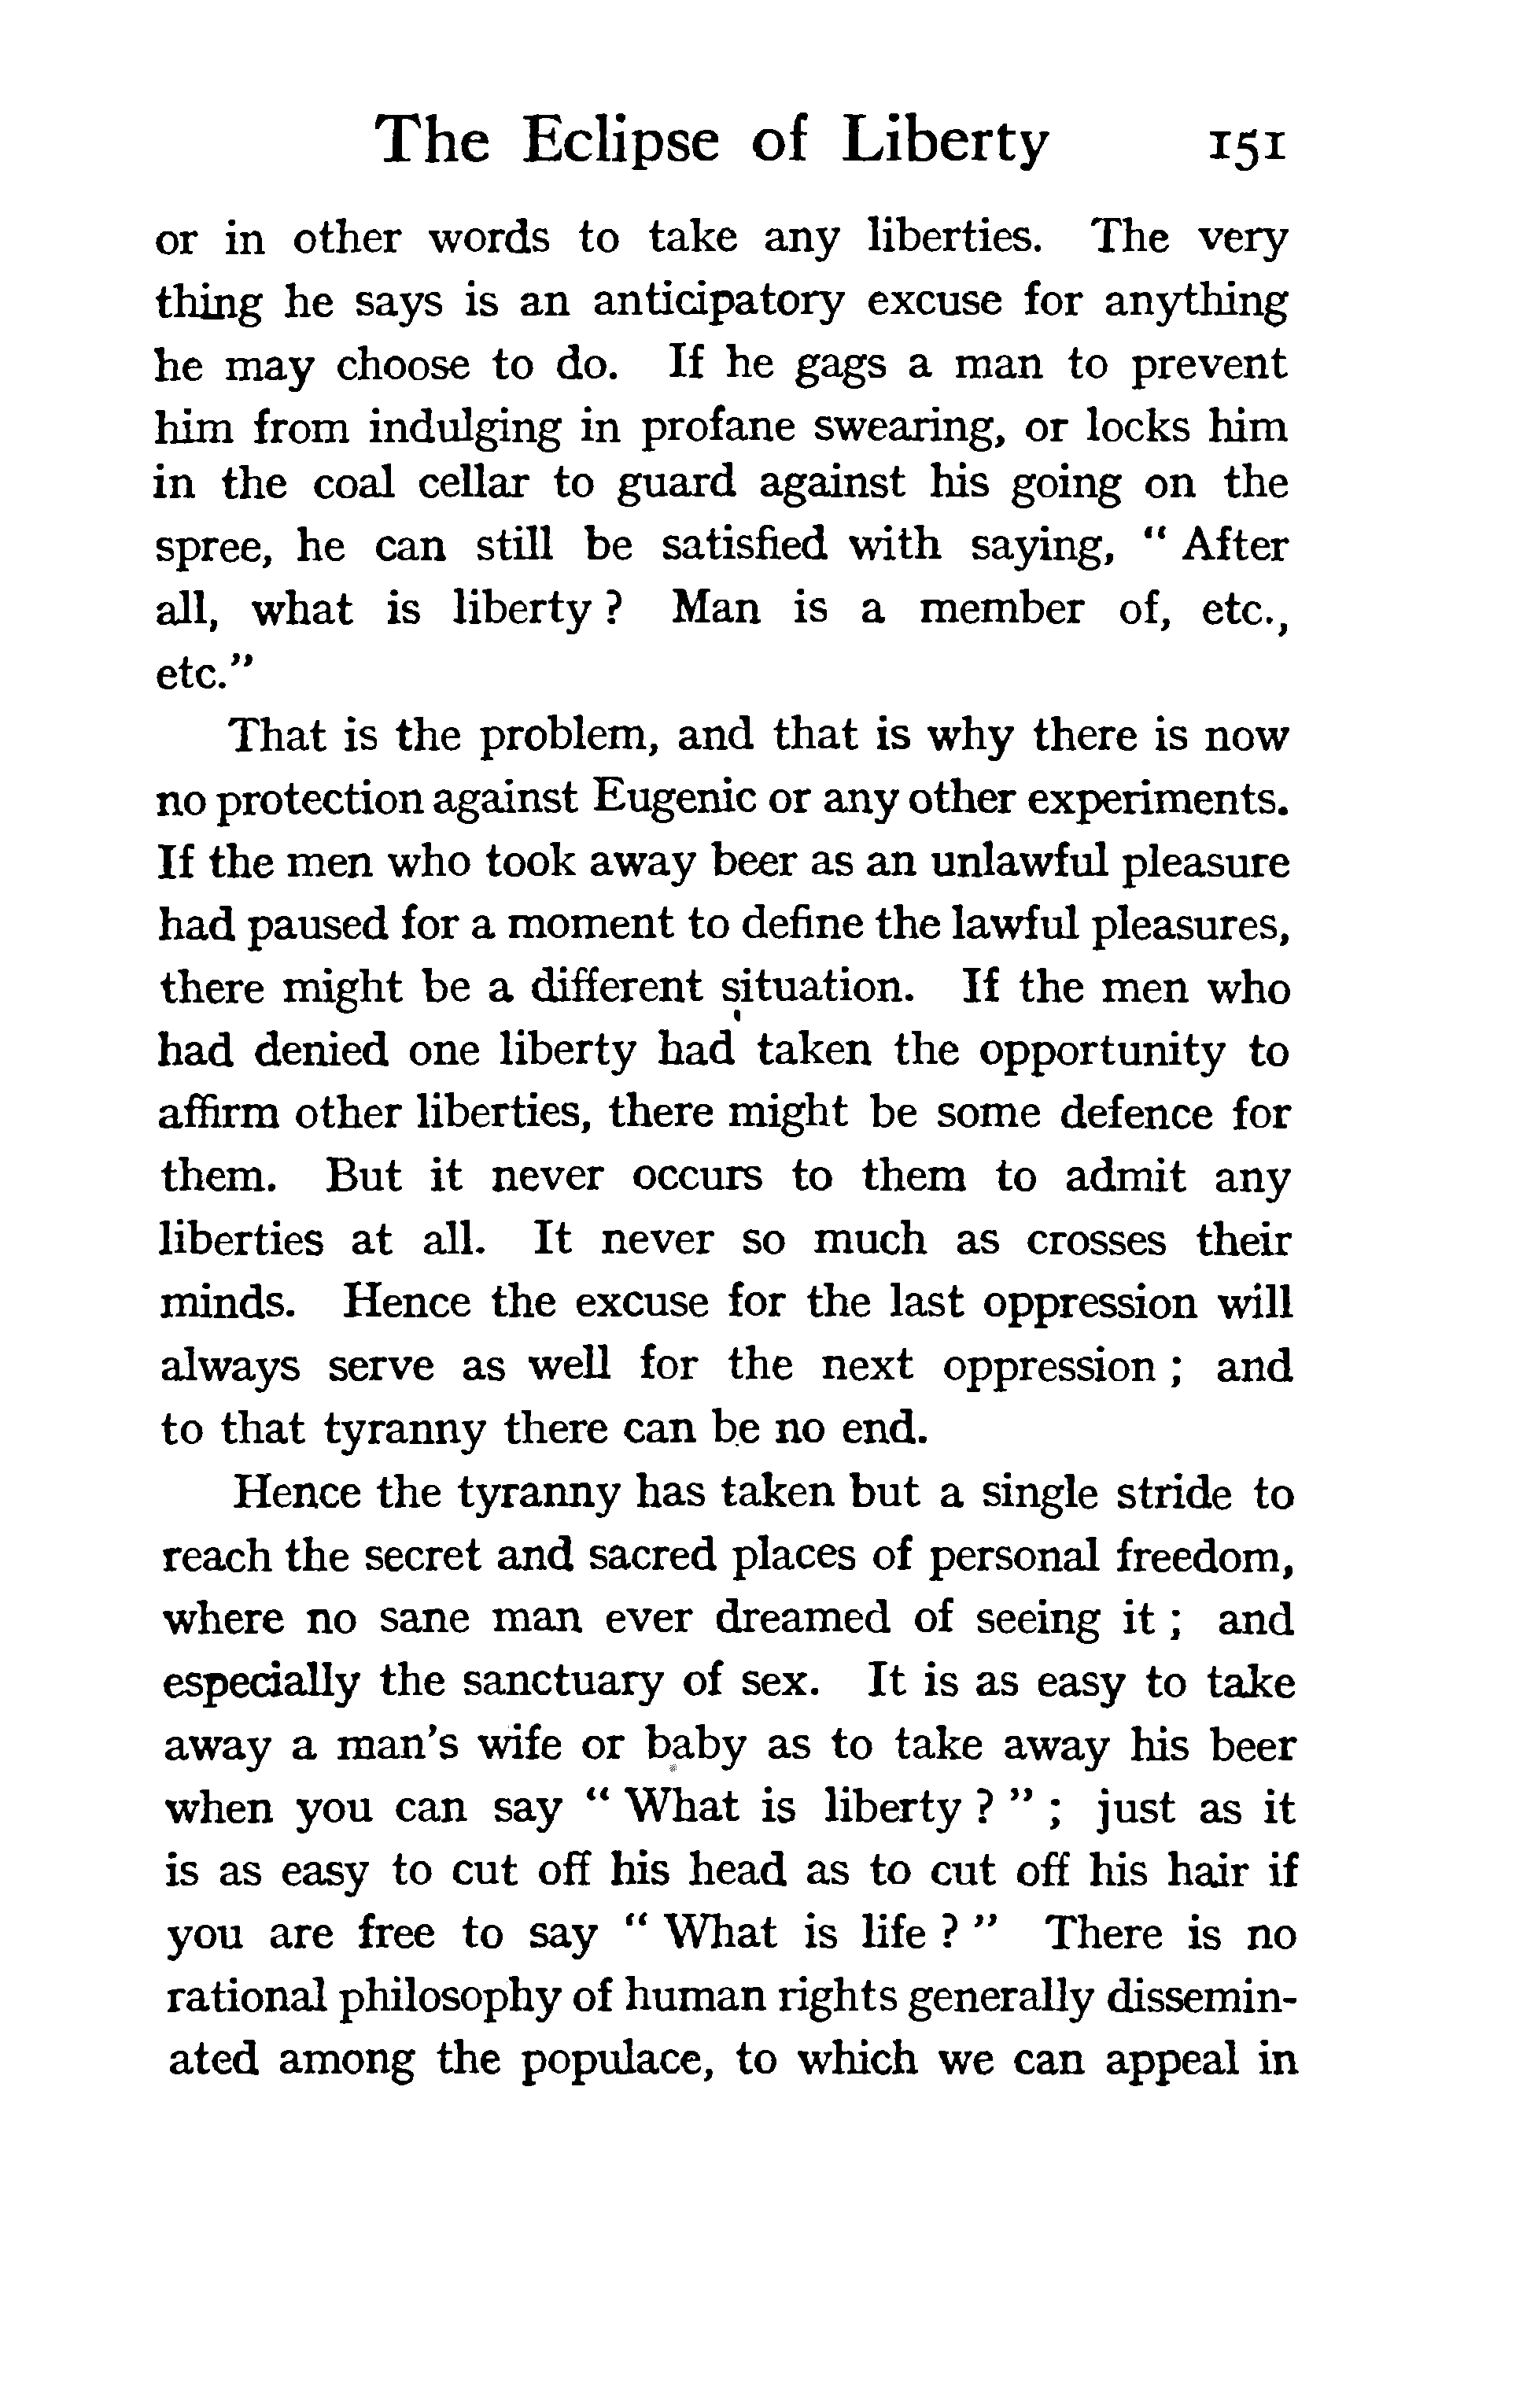 The Eclipse of Liberty 151
or in other words to take any liberties. The very
thing he says is an anticipatory excuse for anything
he may choose to do. If he gags a man to prevent
him from indulging in profane swearing, or locks him
in the coal cellar to guard against his going on the
spree, he can still be satisfied with saying, " After
all, what is liberty ? Man is a member of, etc.,
etc."
That is the problem, and that is why there is now
no protection against Eugenic or any other experiments.
If the men who took away beer as an unlawful pleasure
had paused for a moment to define the lawful pleasures,
there might be a different situation. If the men who
had denied one liberty had taken the opportunity to
affirm other liberties, there might be some defence for
them. But it never occurs to them to admit any
liberties at all. It never so much as crosses their
minds. Hence the excuse for the last oppression will
always serve as well for the next oppression ; and
to that tyranny there can be no end.
Hence the tyranny has taken but a single stride to
reach the secret and sacred places of personal freedom,
where no sane man ever dreamed of seeing it ; and
especially the sanctuary of sex. It is as easy to take
away a man's wife or baby as to take away his beer
when you can say " What is liberty ? " ; just as it
is as easy to cut off his head as to cut off his hair if
you are free to say " What is life ? " There is no
rational philosophy of human rights generally dissemin-
ated among the populace, to which we can appeal in